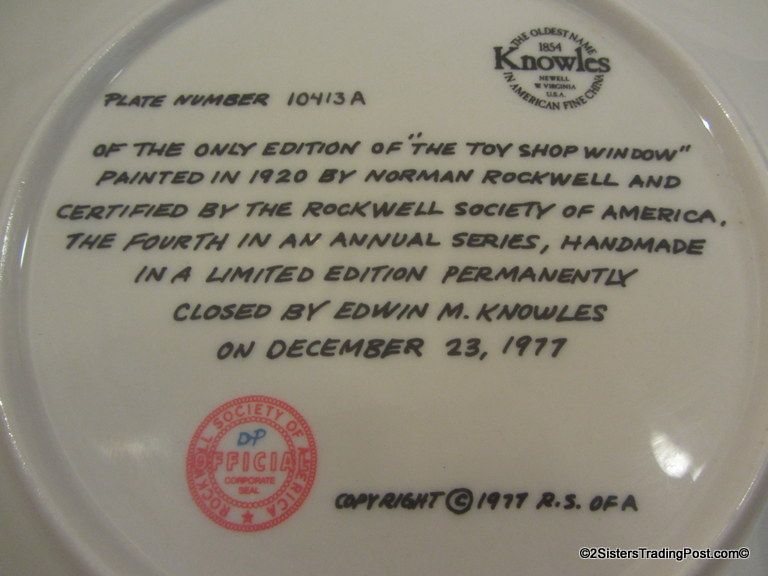 THE OLDEST NAME
1854
Knowles
NEWELL
W. VIRGINIA
U.S.A.
IN AMERICAN FINE CHINA
PLATE NUMBER 10413A
OF THE ONLY EDITION OF "THE TOY SHOP WINDOW"
PAINTED IN 1920 BY NORMAN ROCKWELL AND
CERTIFIED BY THE ROCKWELL SOCIETY OF AMERICA.
THE FOURTH IN AN ANNUAL SERIES, HANDMADE
IN A LIMITED EDITION PERMANENTLY
CLOSED BY EDWIN M. KNOWLES
ON DECEMBER 23, 1977
ROCKWELL SOCIETY OF AMERICA
DP
OFFICIAL
CORPORATE
SEAL
COPYRIGHT © 1977 R.S. OF A
©2SistersTradingPost.com©